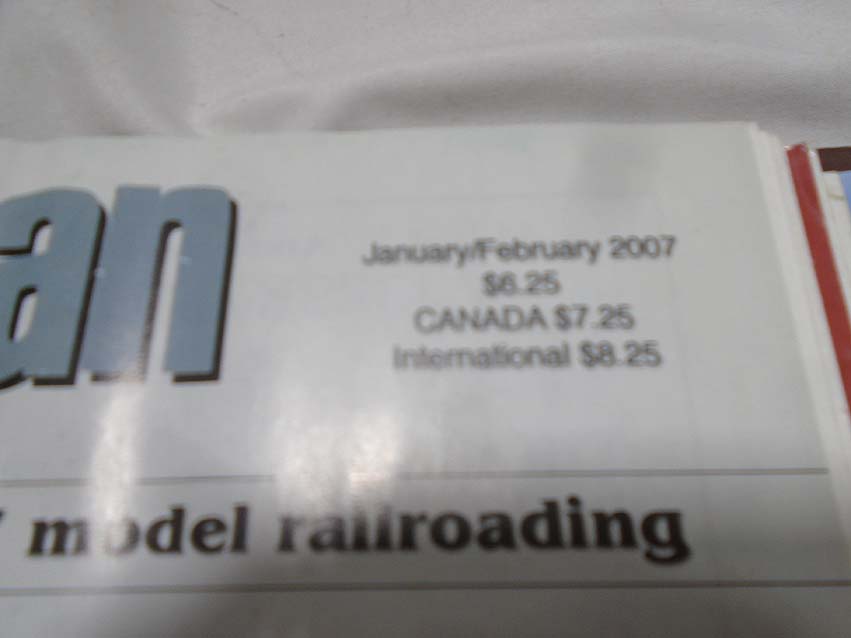 an
January/February 2007
$6.25
CANADA $7.25
International $8.25
model railroading